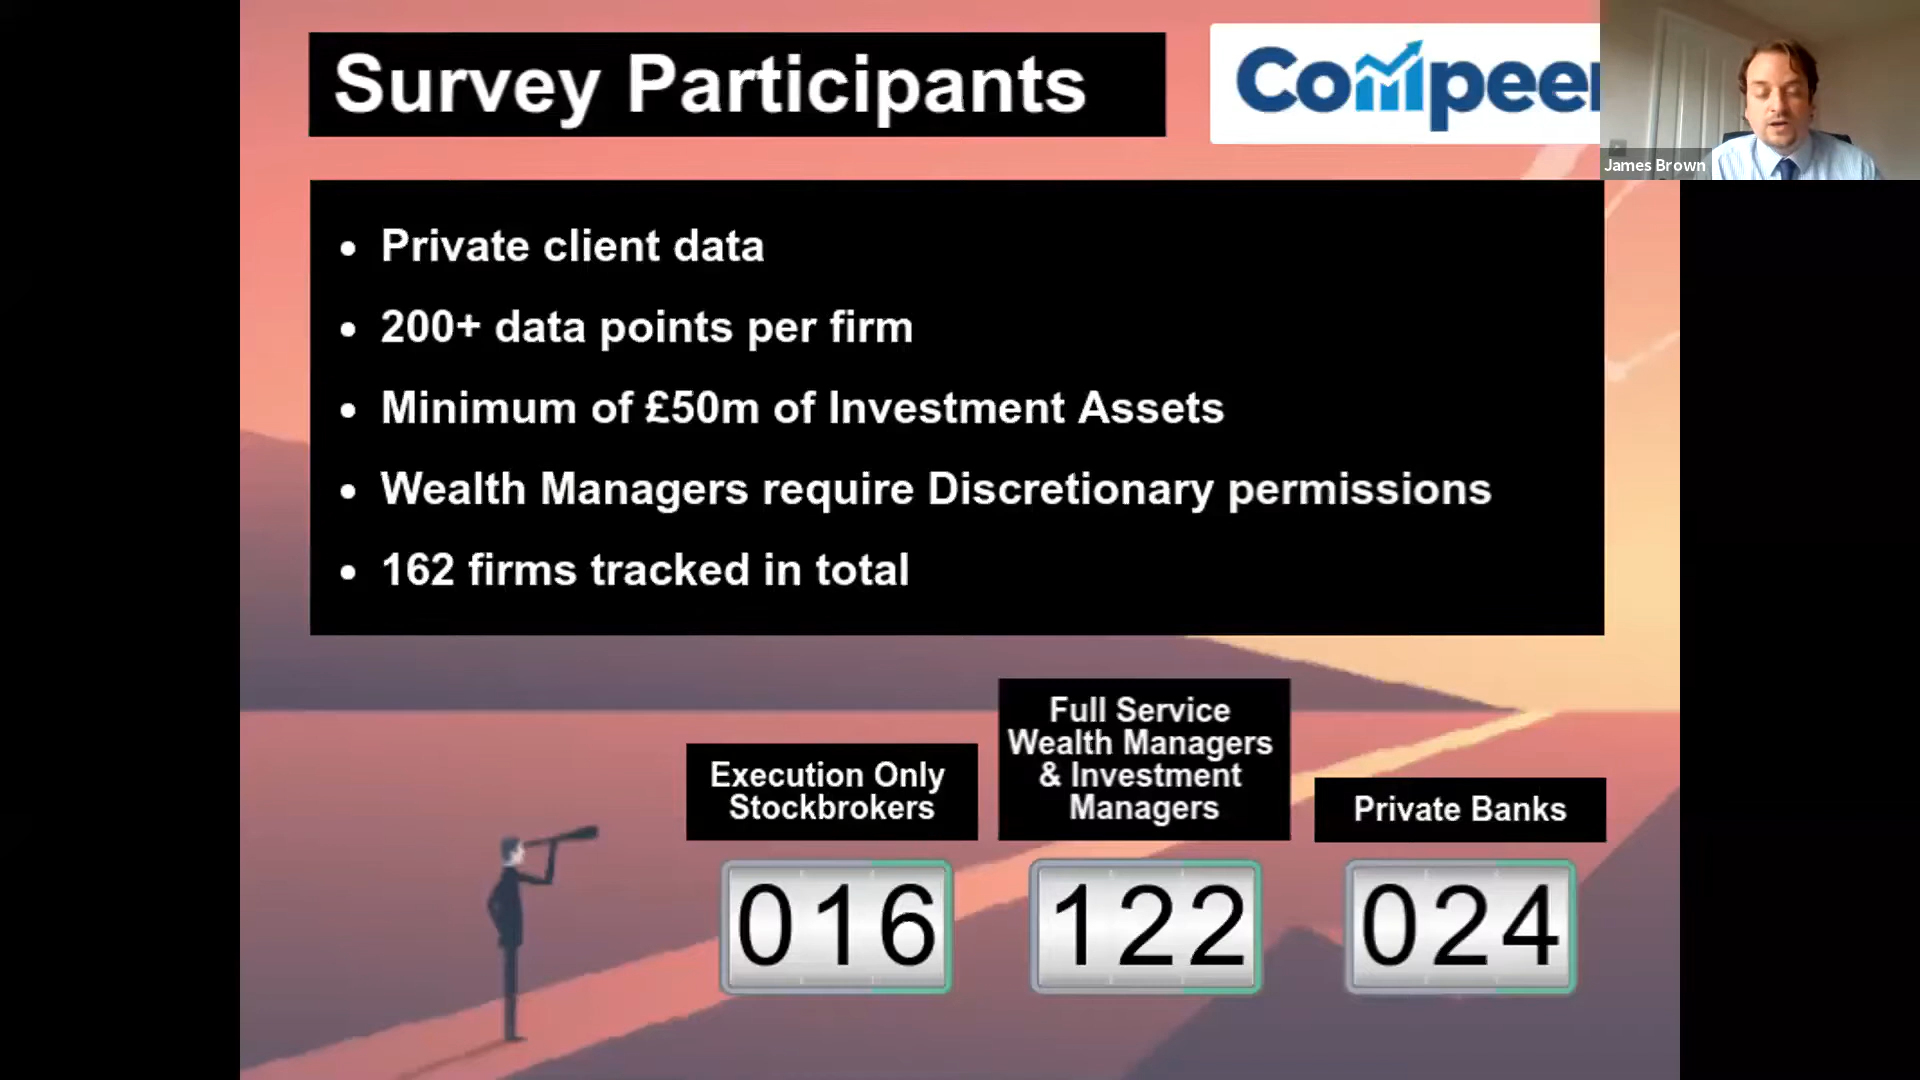 Survey Participants
Compeer
James Brown
• Private client data
• 200+ data points per firm
• Minimum of £50m of Investment Assets
• Wealth Managers require Discretionary permissions
• 162 firms tracked in total
Execution Only
Stockbrokers
016
Full Service
Wealth Managers
& Investment
Managers
122
Private Banks
024